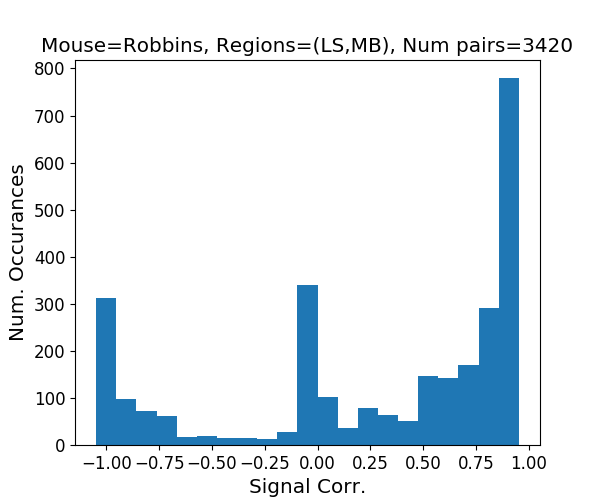 Mouse=Robbins, Regions=(LS,MB), Num pairs=3420
Num. Occurances
800
700
600
500
400
300
200
100
0
−1.00 −0.75 −0.50 −0.25 0.00 0.25 0.50 0.75 1.00
Signal Corr.